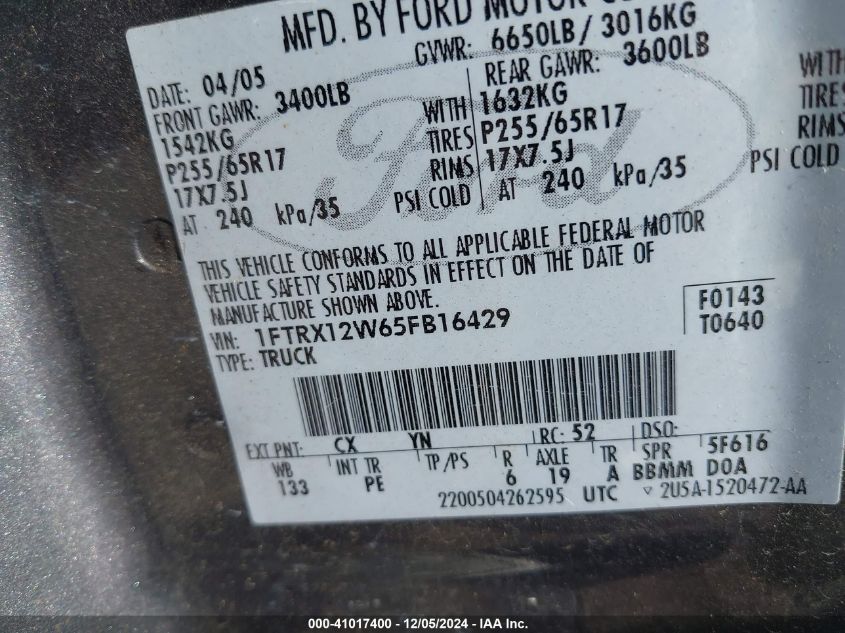 MFD. BY FORD MOTOR
GVWR: 6650LB / 3016KG
DATE: 04/05
FRONT GAWR: 3400LB
REAR GAWR: 3600LB
1542KG WITH 1632KG WITH
P255/65R17 TIRES P255/65R17 TIRES
17X7.5J RIMS 17X7.5J RIMS
AT 240 kPa/35 PSI COLD AT 240 kPa/35 PSI COLD
Ford
THIS VEHICLE CONFORMS TO ALL APPLICABLE FEDERAL MOTOR
VEHICLE SAFETY STANDARDS IN EFFECT ON THE DATE OF
MANUFACTURE SHOWN ABOVE.
VIN: 1FTRX12W65FB16429
TYPE: TRUCK
F0143
T0640
EXT PNT: CX YN RC: 52 DSO:
WB INT TR TP/PS R AXLE TR SPR 5F616
133 PE 6 19 A BBMM DOA
2200504262595 UTC ▽ 2U5A-1520472-AA
000-41017400 - 12/05/2024 - IAA Inc.